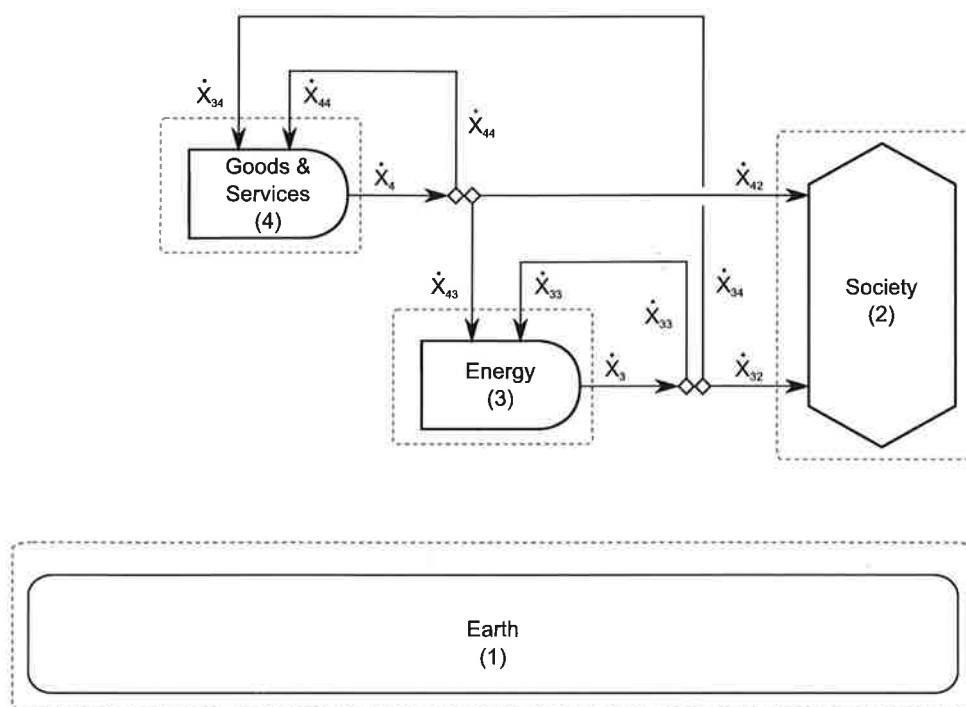 Ẋ₃₄
Ẋ₄₄
Ẋ₄₄
Goods &
Services
(4)
Ẋ₄
Ẋ₄₂
Ẋ₄₃
Ẋ₃₃
Ẋ₃₃
Ẋ₃₄
Society
(2)
Energy
(3)
Ẋ₃
Ẋ₃₂
Earth
(1)